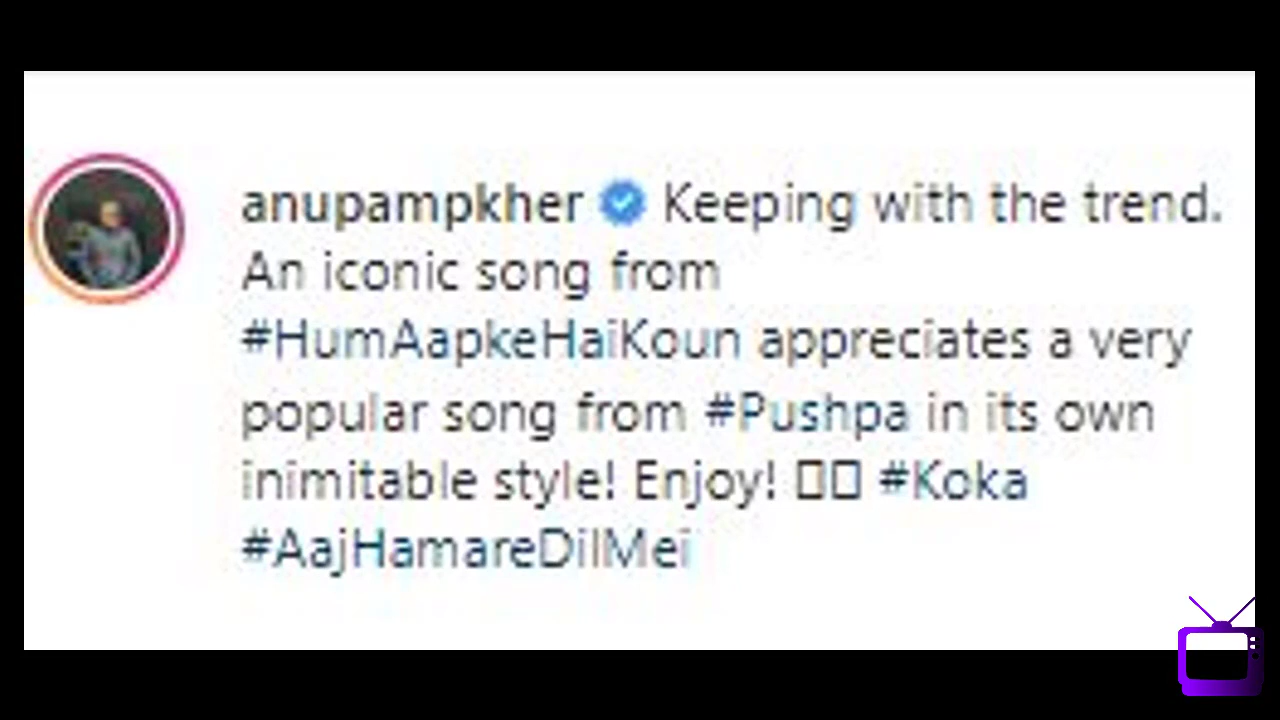 anupampkher Keeping with the trend.
An iconic song from
#HumAapkeHaiKoun appreciates a very
popular song from #Pushpa in its own
inimitable style! Enjoy! #Koka
#AajHamareDilMei